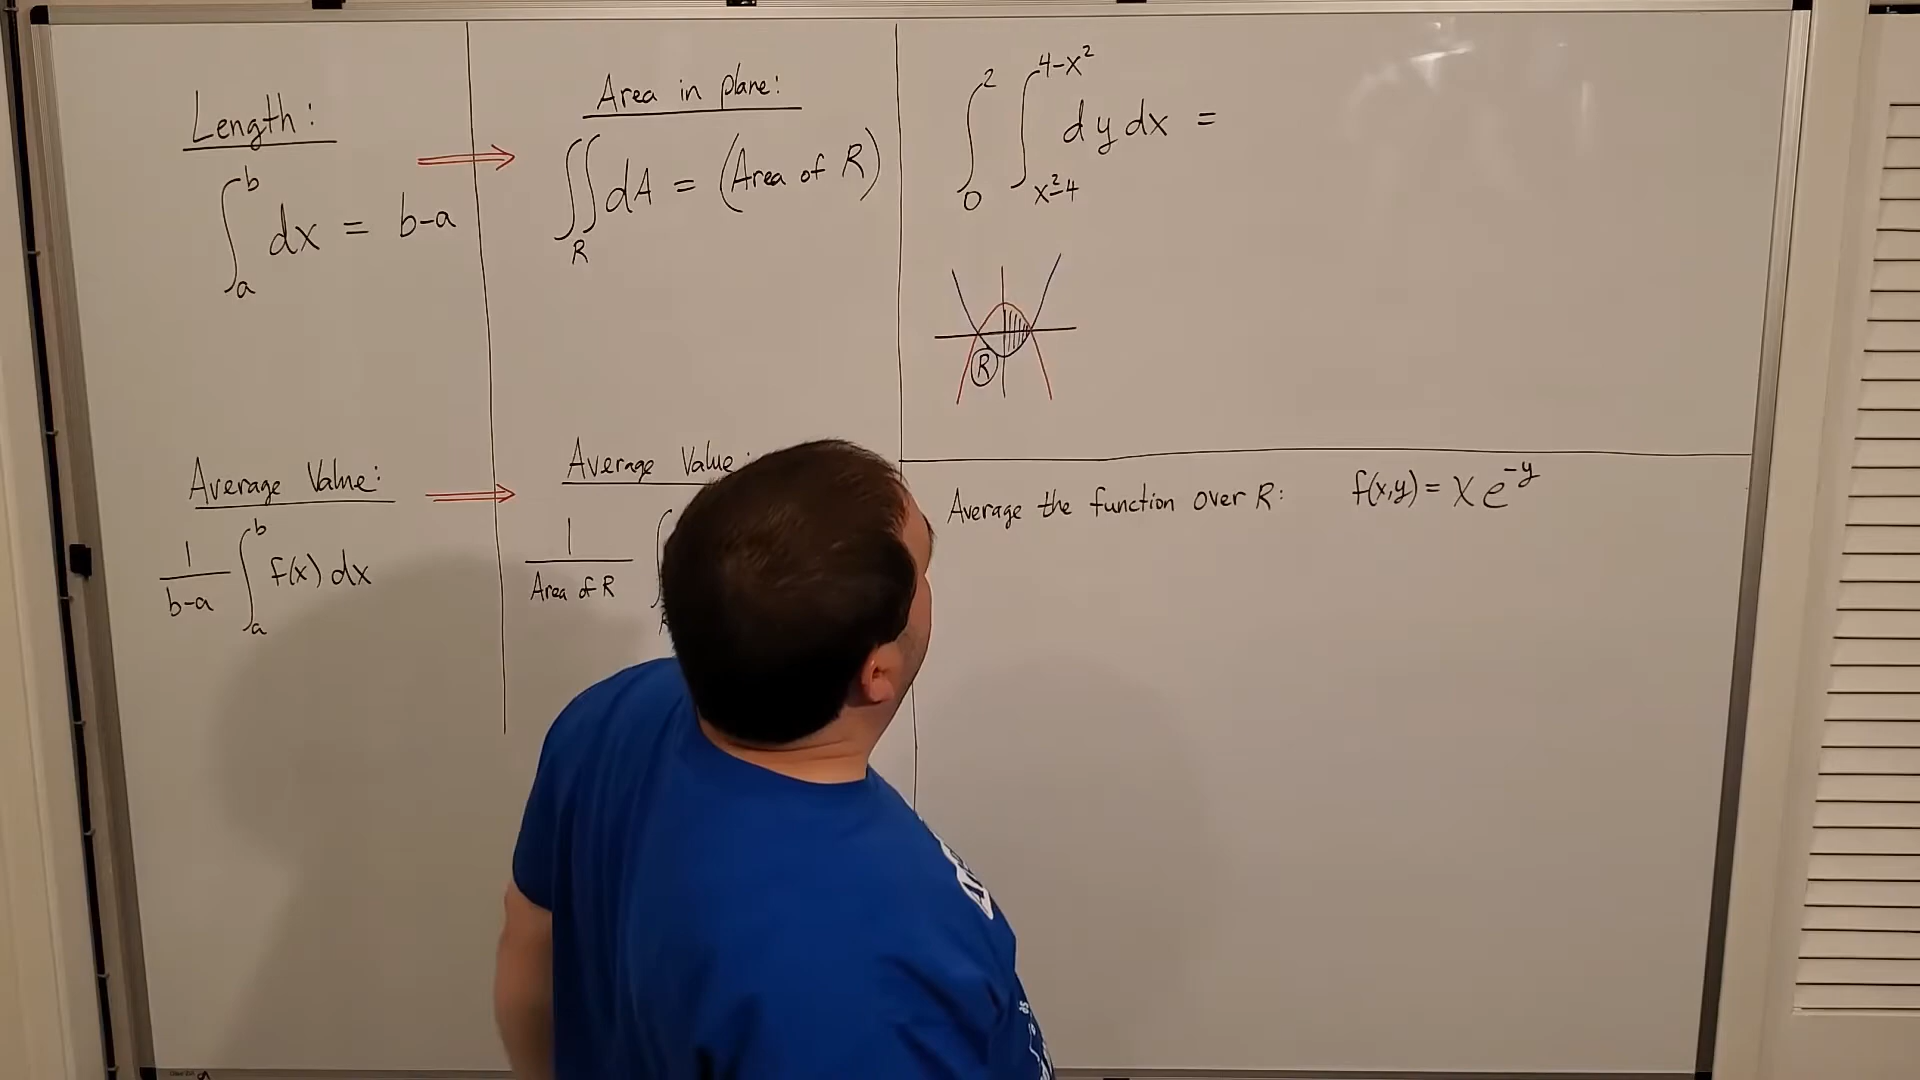 Length:
∫_a^b dx = b-a
Area in plane:
∬_R dA = (Area of R)
∫_0^2 ∫_{x²-4}^{4-x²} dy dx =
R
Average Value:
1/(b-a) ∫_a^b f(x) dx
Average Value:
1/(Area of R)
Average the function over R: f(x,y) = x e^{-y}